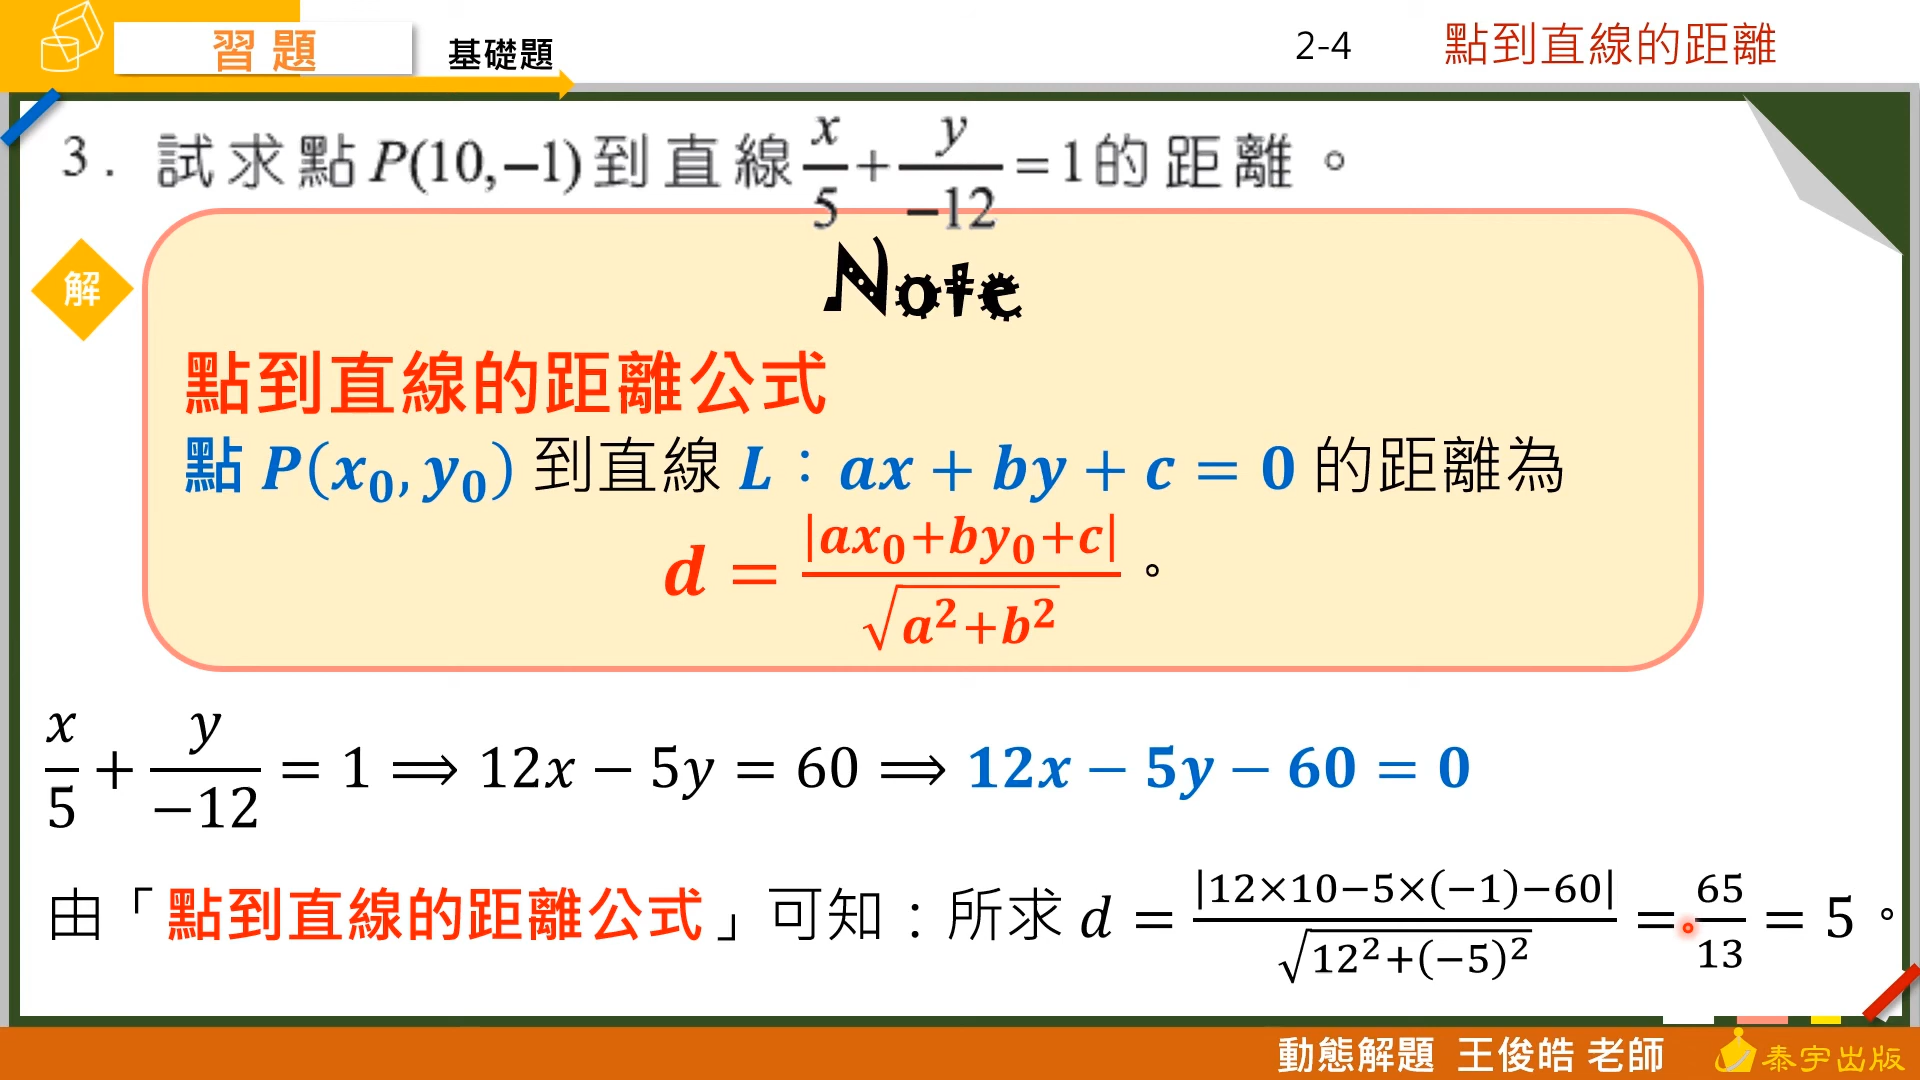 習題 基礎題 2-4 點到直線的距離
3. 試求點P(10,−1)到直線x/5+y/−12=1的距離。
解
Note
點到直線的距離公式
點 P(x₀,y₀) 到直線 L：ax+by+c=0 的距離為
d=|ax₀+by₀+c|/√(a²+b²)。
x/5+y/−12=1⟹12x−5y=60⟹12x−5y−60=0
由「點到直線的距離公式」可知：所求 d=|12×10−5×(−1)−60|/√(12²+(−5)²)=65/13=5。
動態解題 王俊皓 老師 泰宇出版